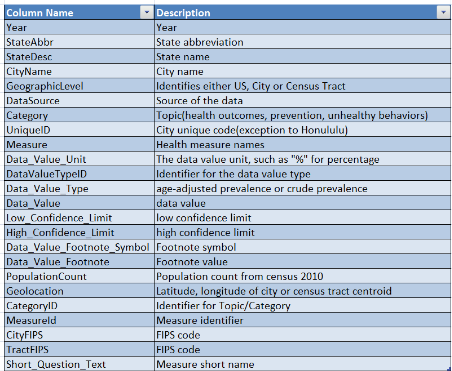 Column Name Description
Year Year
StateAbbr State abbreviation
StateDesc State name
CityName City name
GeographicLevel Identifies either US, City or Census Tract
DataSource Source of the data
Category Topic(health outcomes, prevention, unhealthy behaviors)
UniqueID City unique code(exception to Honululu)
Measure Health measure names
Data_Value_Unit The data value unit, such as "%" for percentage
DataValueTypeID Identifier for the data value type
Data_Value_Type age-adjusted prevalence or crude prevalence
Data_Value data value
Low_Confidence_Limit low confidence limit
High_Confidence_Limit high confidence limit
Data_Value_Footnote_Symbol Footnote symbol
Data_Value_Footnote Footnote value
PopulationCount Population count from census 2010
Geolocation Latitude, longitude of city or census tract centroid
CategoryID Identifier for Topic/Category
MeasureId Measure identifier
CityFIPS FIPS code
TractFIPS FIPS code
Short_Question_Text Measure short name